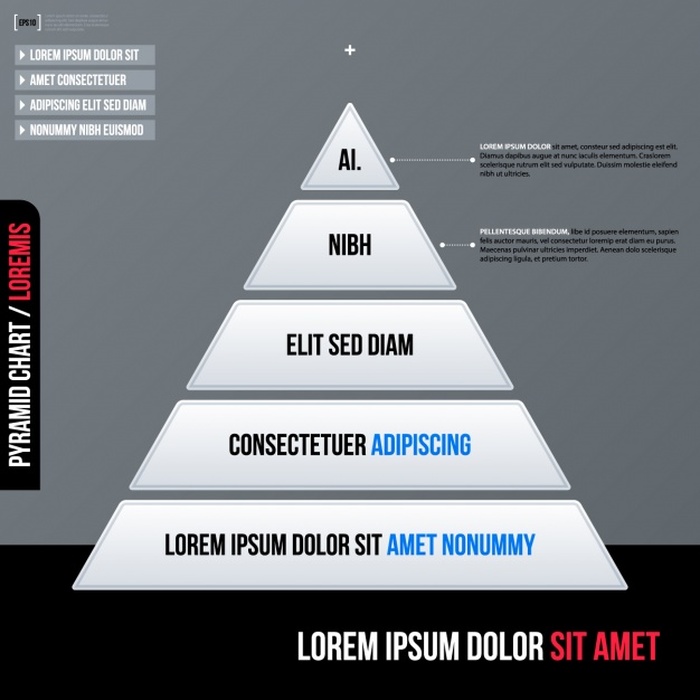 EPS10
LOREM IPSUM DOLOR SIT
AMET CONSECTETUER
ADIPISCING ELIT SED DIAM
NONUMMY NIBH EUISMOD
PYRAMID CHART / LOREMIS
AI.
LOREM IPSUM DOLOR sit amet, consteur sed adipiscing est elit.
Diamus dapibus augue at nunc iaculis elementum. Crasiorem
scelerisque rutrum elit sed vulputate. Duissim molestie eleifend
nibh ut ultricies.
NIBH
PELLENTESQUE BIBENDUM, libe id posuere elementum, sapien
felis auctor mauris, vel consectetur loremip erat diam eu purus.
Maecenas pulvinar wisi et imperdiet. Aenean dolo scelerisque
adipiscing ligula, et pretium tortor.
ELIT SED DIAM
CONSECTETUER ADIPISCING
LOREM IPSUM DOLOR SIT AMET NONUMMY
LOREM IPSUM DOLOR SIT AMET